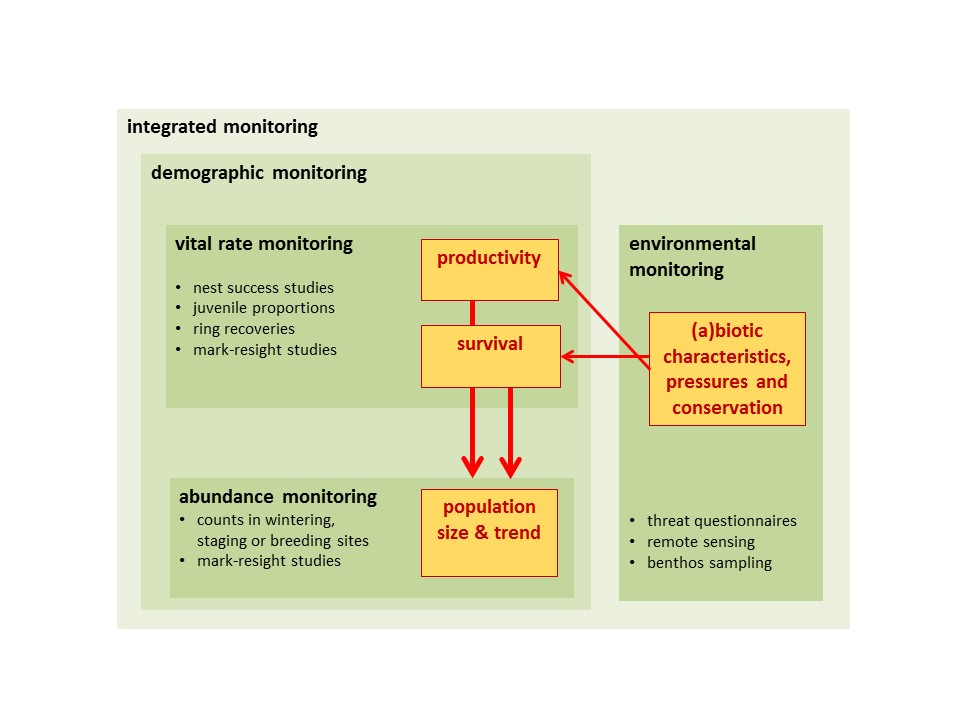 integrated monitoring
demographic monitoring
vital rate monitoring
• nest success studies
• juvenile proportions
• ring recoveries
• mark-resight studies
productivity
survival
environmental
monitoring
(a)biotic
characteristics,
pressures and
conservation
abundance monitoring
• counts in wintering,
staging or breeding sites
• mark-resight studies
population
size & trend
• threat questionnaires
• remote sensing
• benthos sampling